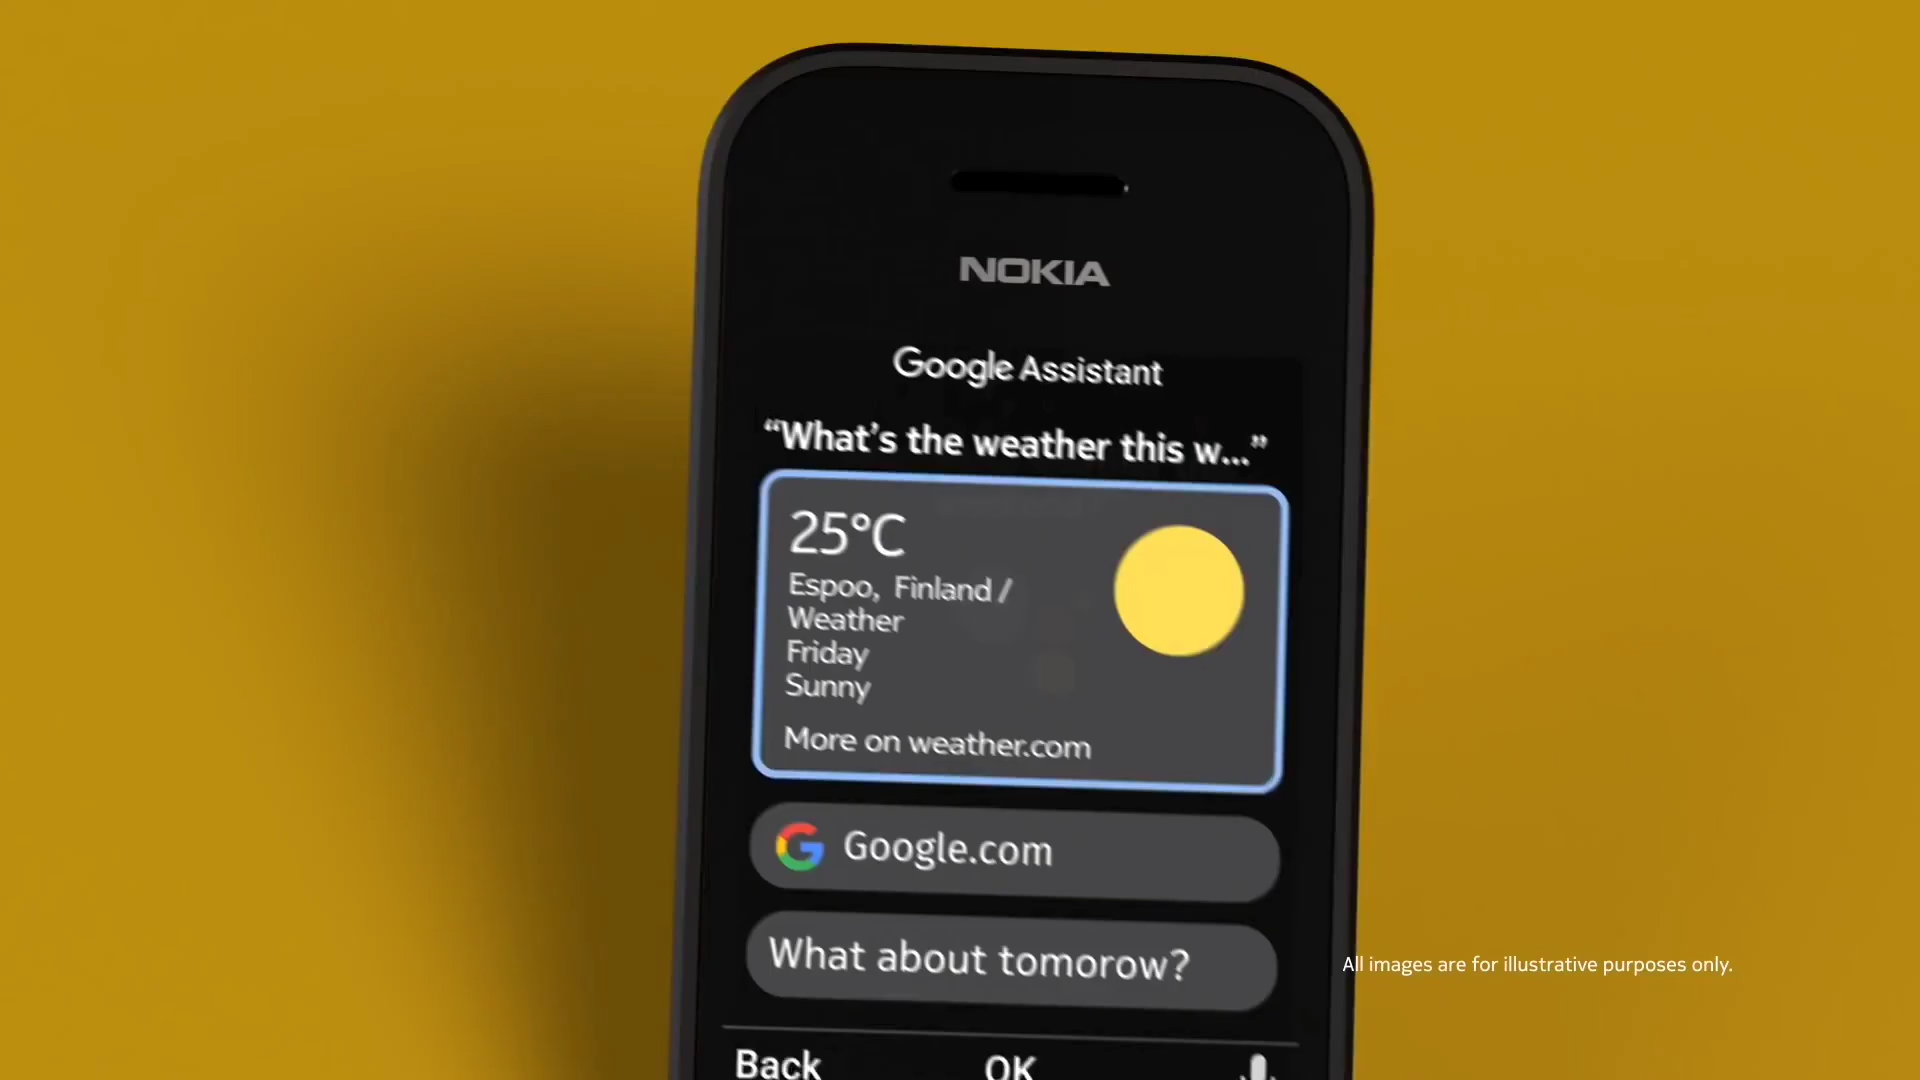 NOKIA
Google Assistant
“What's the weather this w...”
25°C
Espoo, Finland /
Weather
Friday
Sunny
More on weather.com
Google.com
What about tomorow?
All images are for illustrative purposes only.
Back
OK